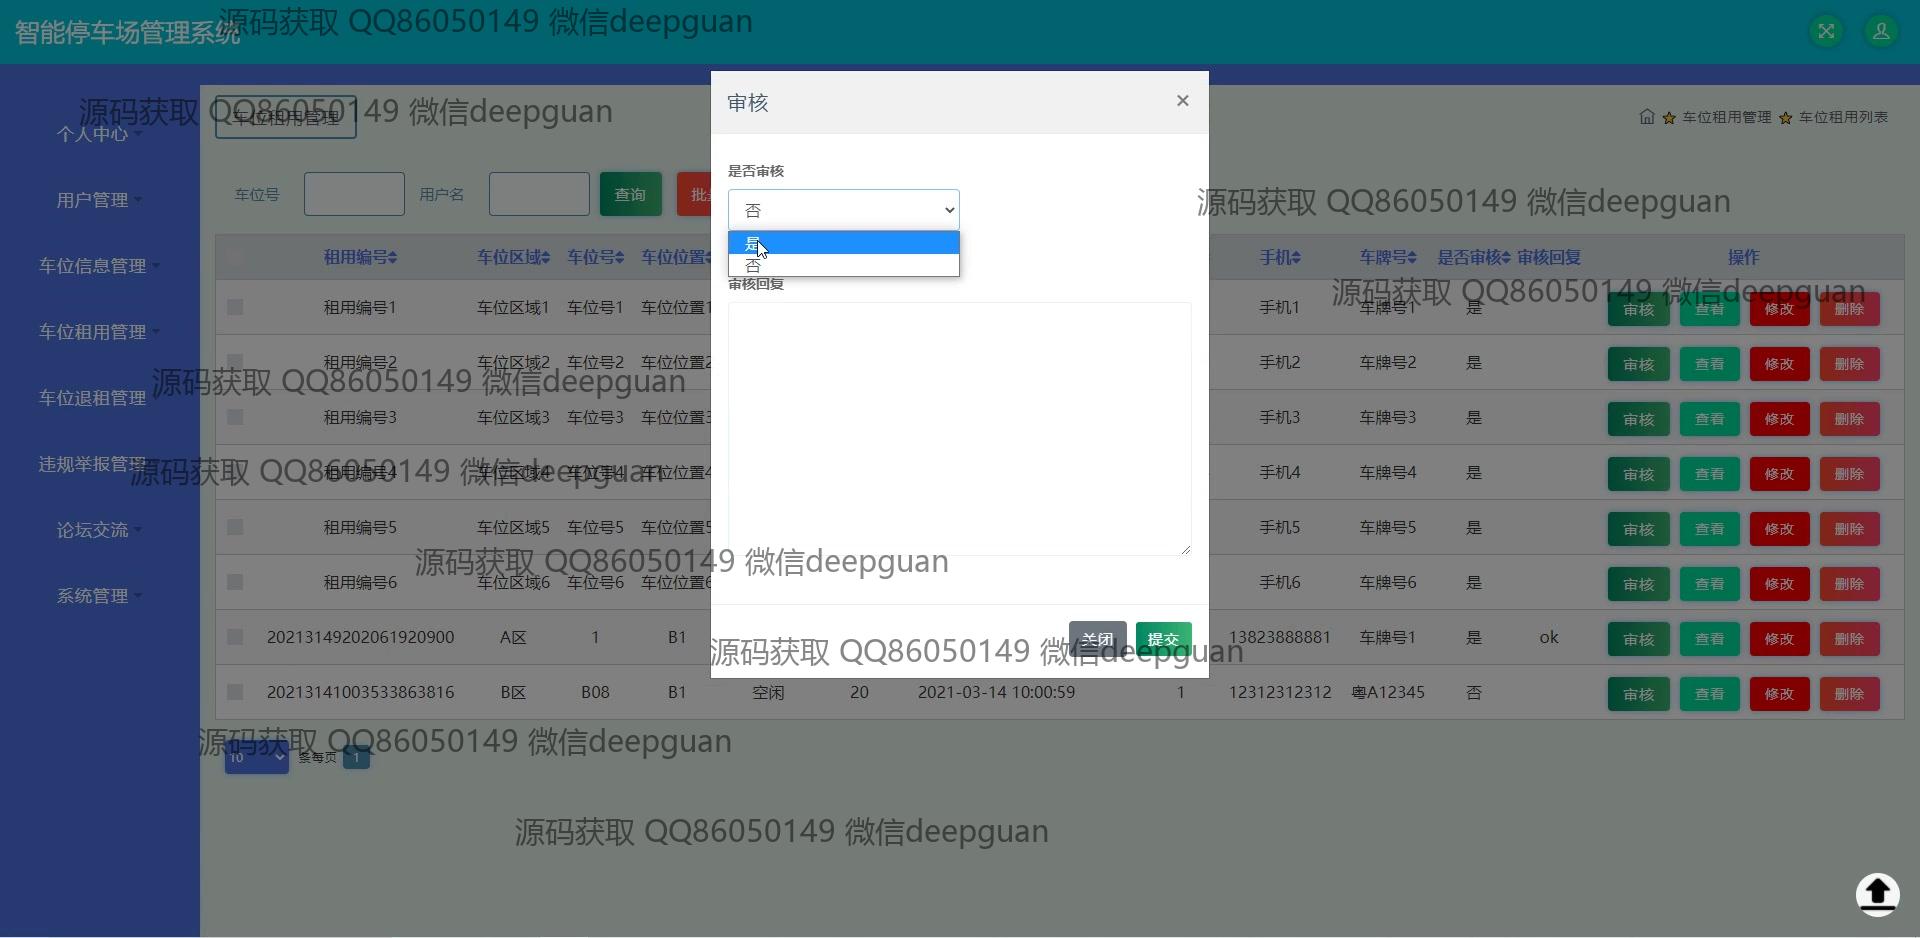 智能停车场管理系统
源码获取 QQ86050149 微信deepguan
个人中心
用户管理
车位信息管理
车位租用管理
车位退租管理
违规举报管理
论坛交流
系统管理
源码获取 QQ86050149 微信deepguan
车位租用管理
车位租用管理 车位租用列表
车位号 用户名 查询
源码获取 QQ86050149 微信deepguan
租用编号 车位区域 车位号 车位位置 手机 车牌号 是否审核 审核回复 操作
源码获取 QQ86050149 微信deepguan
租用编号1 车位区域1 车位号1 车位位置1 手机1 车牌号1 是 审核 查看 修改 删除
租用编号2 车位区域2 车位号2 车位位置2 手机2 车牌号2 是 审核 查看 修改 删除
源码获取 QQ86050149 微信deepguan
租用编号3 车位区域3 车位号3 车位位置3 手机3 车牌号3 是 审核 查看 修改 删除
租用编号4 车位区域4 车位号4 车位位置4 手机4 车牌号4 是 审核 查看 修改 删除
源码获取 QQ86050149 微信deepguan
租用编号5 车位区域5 车位号5 车位位置5 手机5 车牌号5 是 审核 查看 修改 删除
源码获取 QQ86050149 微信deepguan
租用编号6 车位区域6 车位号6 车位位置6 手机6 车牌号6 是 审核 查看 修改 删除
20213149202061920900 A区 1 B1 13823888881 车牌号1 是 ok 审核 查看 修改 删除
源码获取 QQ86050149 微信deepguan
20213141003533863816 B区 B08 B1 空闲 20 2021-03-14 10:00:59 1 12312312312 粤A12345 否 审核 查看 修改 删除
源码获取 QQ86050149 微信deepguan
10 条每页 1
源码获取 QQ86050149 微信deepguan
审核 ×
是否审核
否
是
否
审核回复
关闭 提交